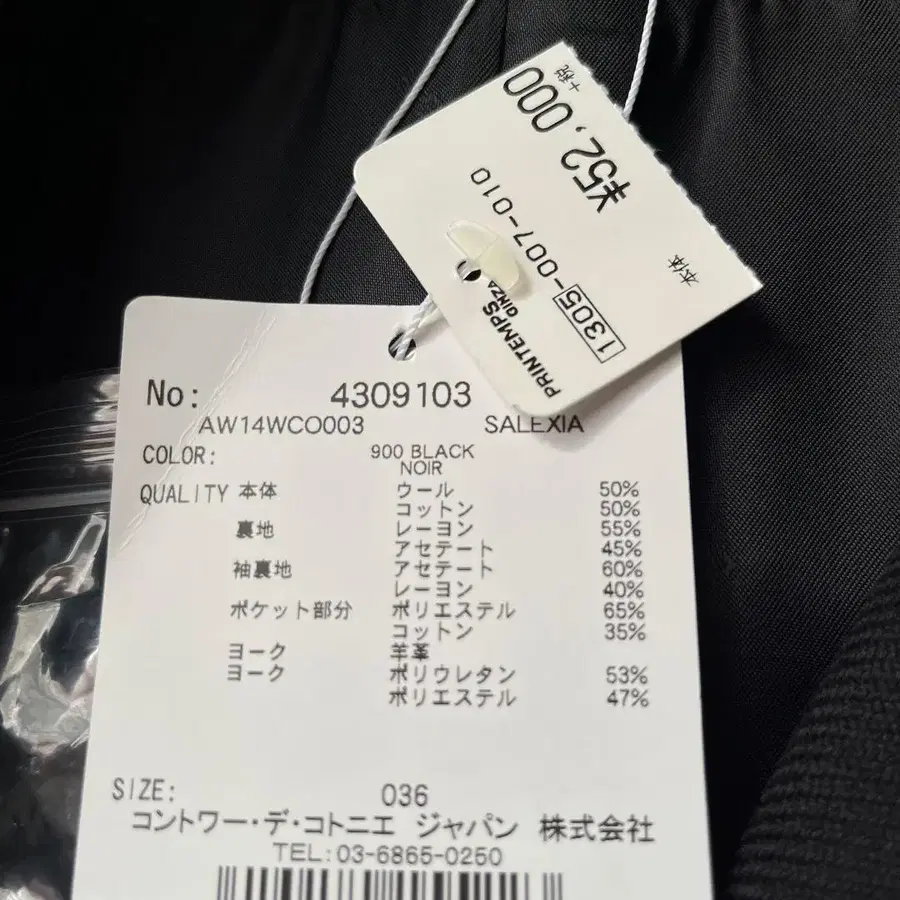 ¥52,000
+税
本体
1305-007-010
PRINTEMPS
GINZA
No: 4309103
AW14WCO003 SALEXIA
COLOR: 900 BLACK
NOIR
QUALITY 本体 ウール 50%
コットン 50%
裏地 レーヨン 55%
アセテート 45%
袖裏地 アセテート 60%
レーヨン 40%
ポケット部分 ポリエステル 65%
コットン 35%
ヨーク 羊革
ヨーク ポリウレタン 53%
ポリエステル 47%
SIZE: 036
コントワー・デ・コトニエ ジャパン 株式会社
TEL:03-6865-0250